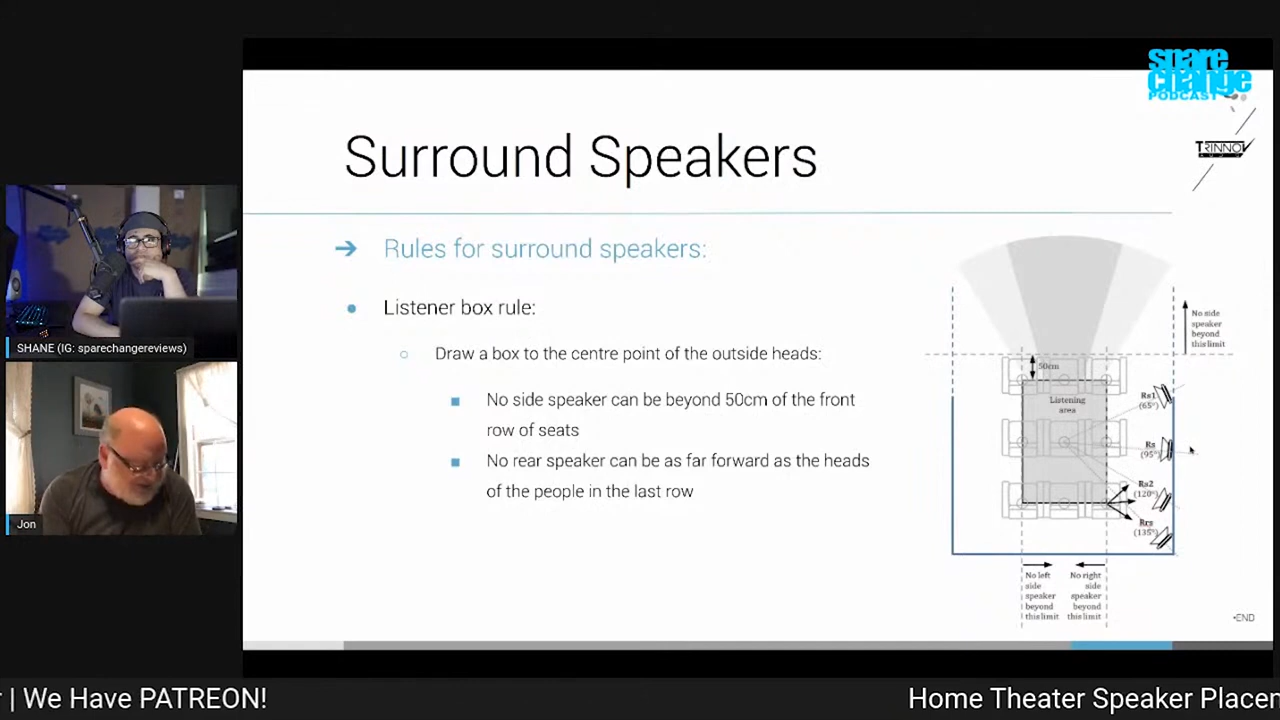 spare
change
PODCAST
TRINNOV
AUDIO
Surround Speakers
➔ Rules for surround speakers:
● Listener box rule:
○ Draw a box to the centre point of the outside heads:
■ No side speaker can be beyond 50cm of the front
row of seats
■ No rear speaker can be as far forward as the heads
of the people in the last row
No side
speaker
beyond
this limit
50cm
Listening
area
Rs1
(65°)
Rs
(95°)
Rs2
(120°)
Rrs
(135°)
No left
side
speaker
beyond
this limit
No right
side
speaker
beyond
this limit
•END
SHANE (IG: sparechangereviews)
Jon
r | We Have PATREON!
Home Theater Speaker Placen